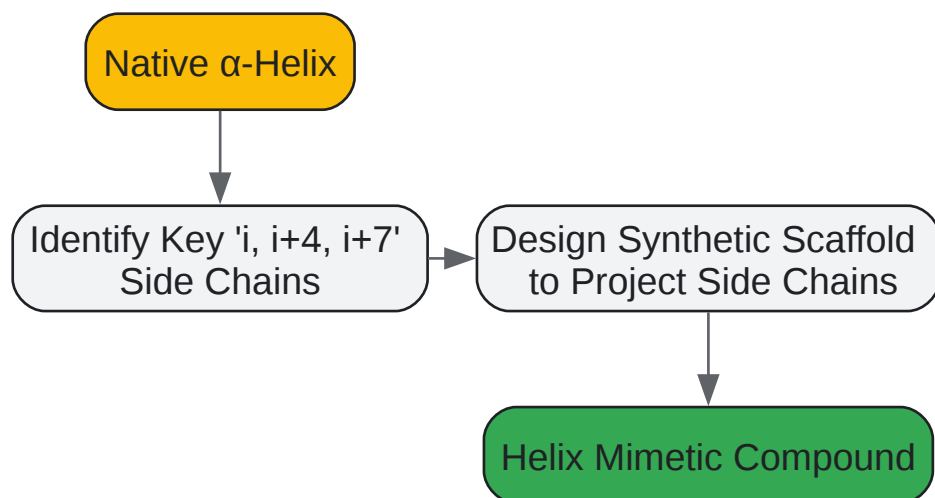 Native α-Helix
Identify Key 'i, i+4, i+7'
Side Chains
Design Synthetic Scaffold
to Project Side Chains
Helix Mimetic Compound